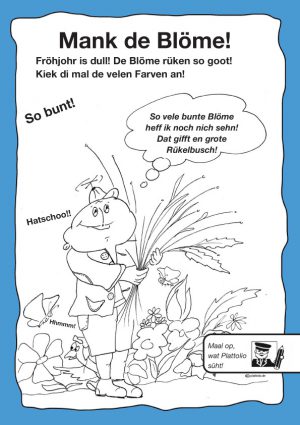 Mank de Blöme!
Fröhjohr is dull! De Blöme rüken so goot!
Kiek di mal de velen Farven an!
So bunt!
So vele bunte Blöme
heff ik noch nich sehn!
Dat gifft en grote
Rükelbusch!
Hatschoo!!
Hhmmm!
Maal op,
wat Plattolio
süht!